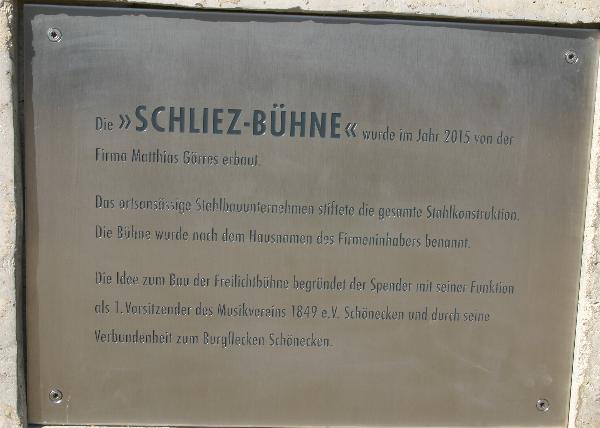 Die »SCHLIEZ-BÜHNE« wurde im Jahr 2015 von der
Firma Matthias Görres erbaut.
Das ortsansässige Stahlbauunternehmen stiftete die gesamte Stahlkonstruktion.
Die Bühne wurde nach dem Hausnamen des Firmeninhabers benannt.
Die Idee zum Bau der Freilichtbühne begründet der Spender mit seiner Funktion
als 1. Vorsitzender des Musikvereins 1849 e.V. Schönecken und durch seine
Verbundenheit zum Burgflecken Schönecken.